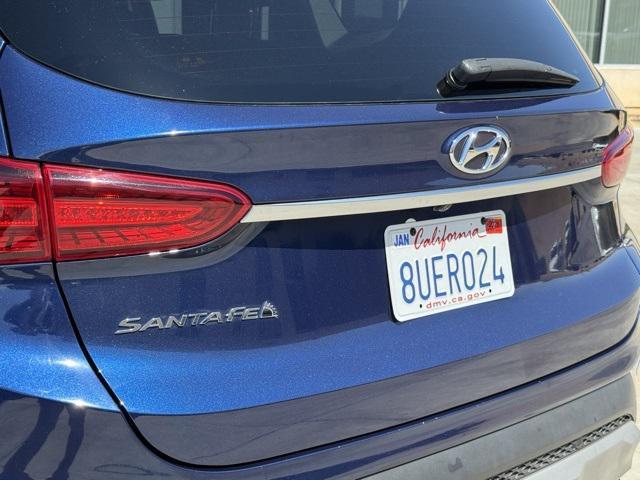 JAN California
8UER024
dmv.ca.gov
SANTA FE